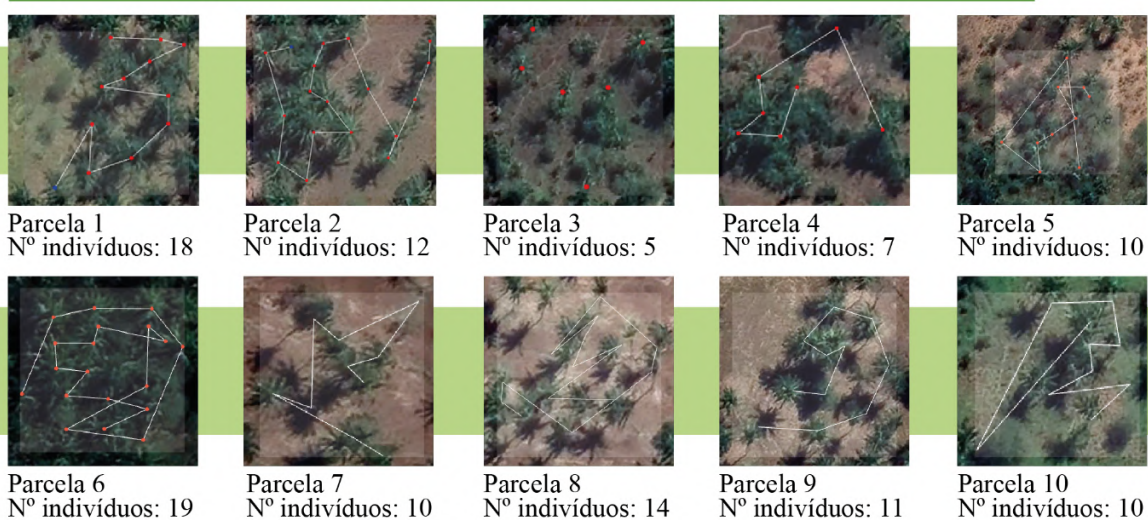 Parcela 1
Nº indivíduos: 18
Parcela 2
Nº indivíduos: 12
Parcela 3
Nº indivíduos: 5
Parcela 4
Nº indivíduos: 7
Parcela 5
Nº indivíduos: 10
Parcela 6
Nº indivíduos: 19
Parcela 7
Nº indivíduos: 10
Parcela 8
Nº indivíduos: 14
Parcela 9
Nº indivíduos: 11
Parcela 10
Nº indivíduos: 10